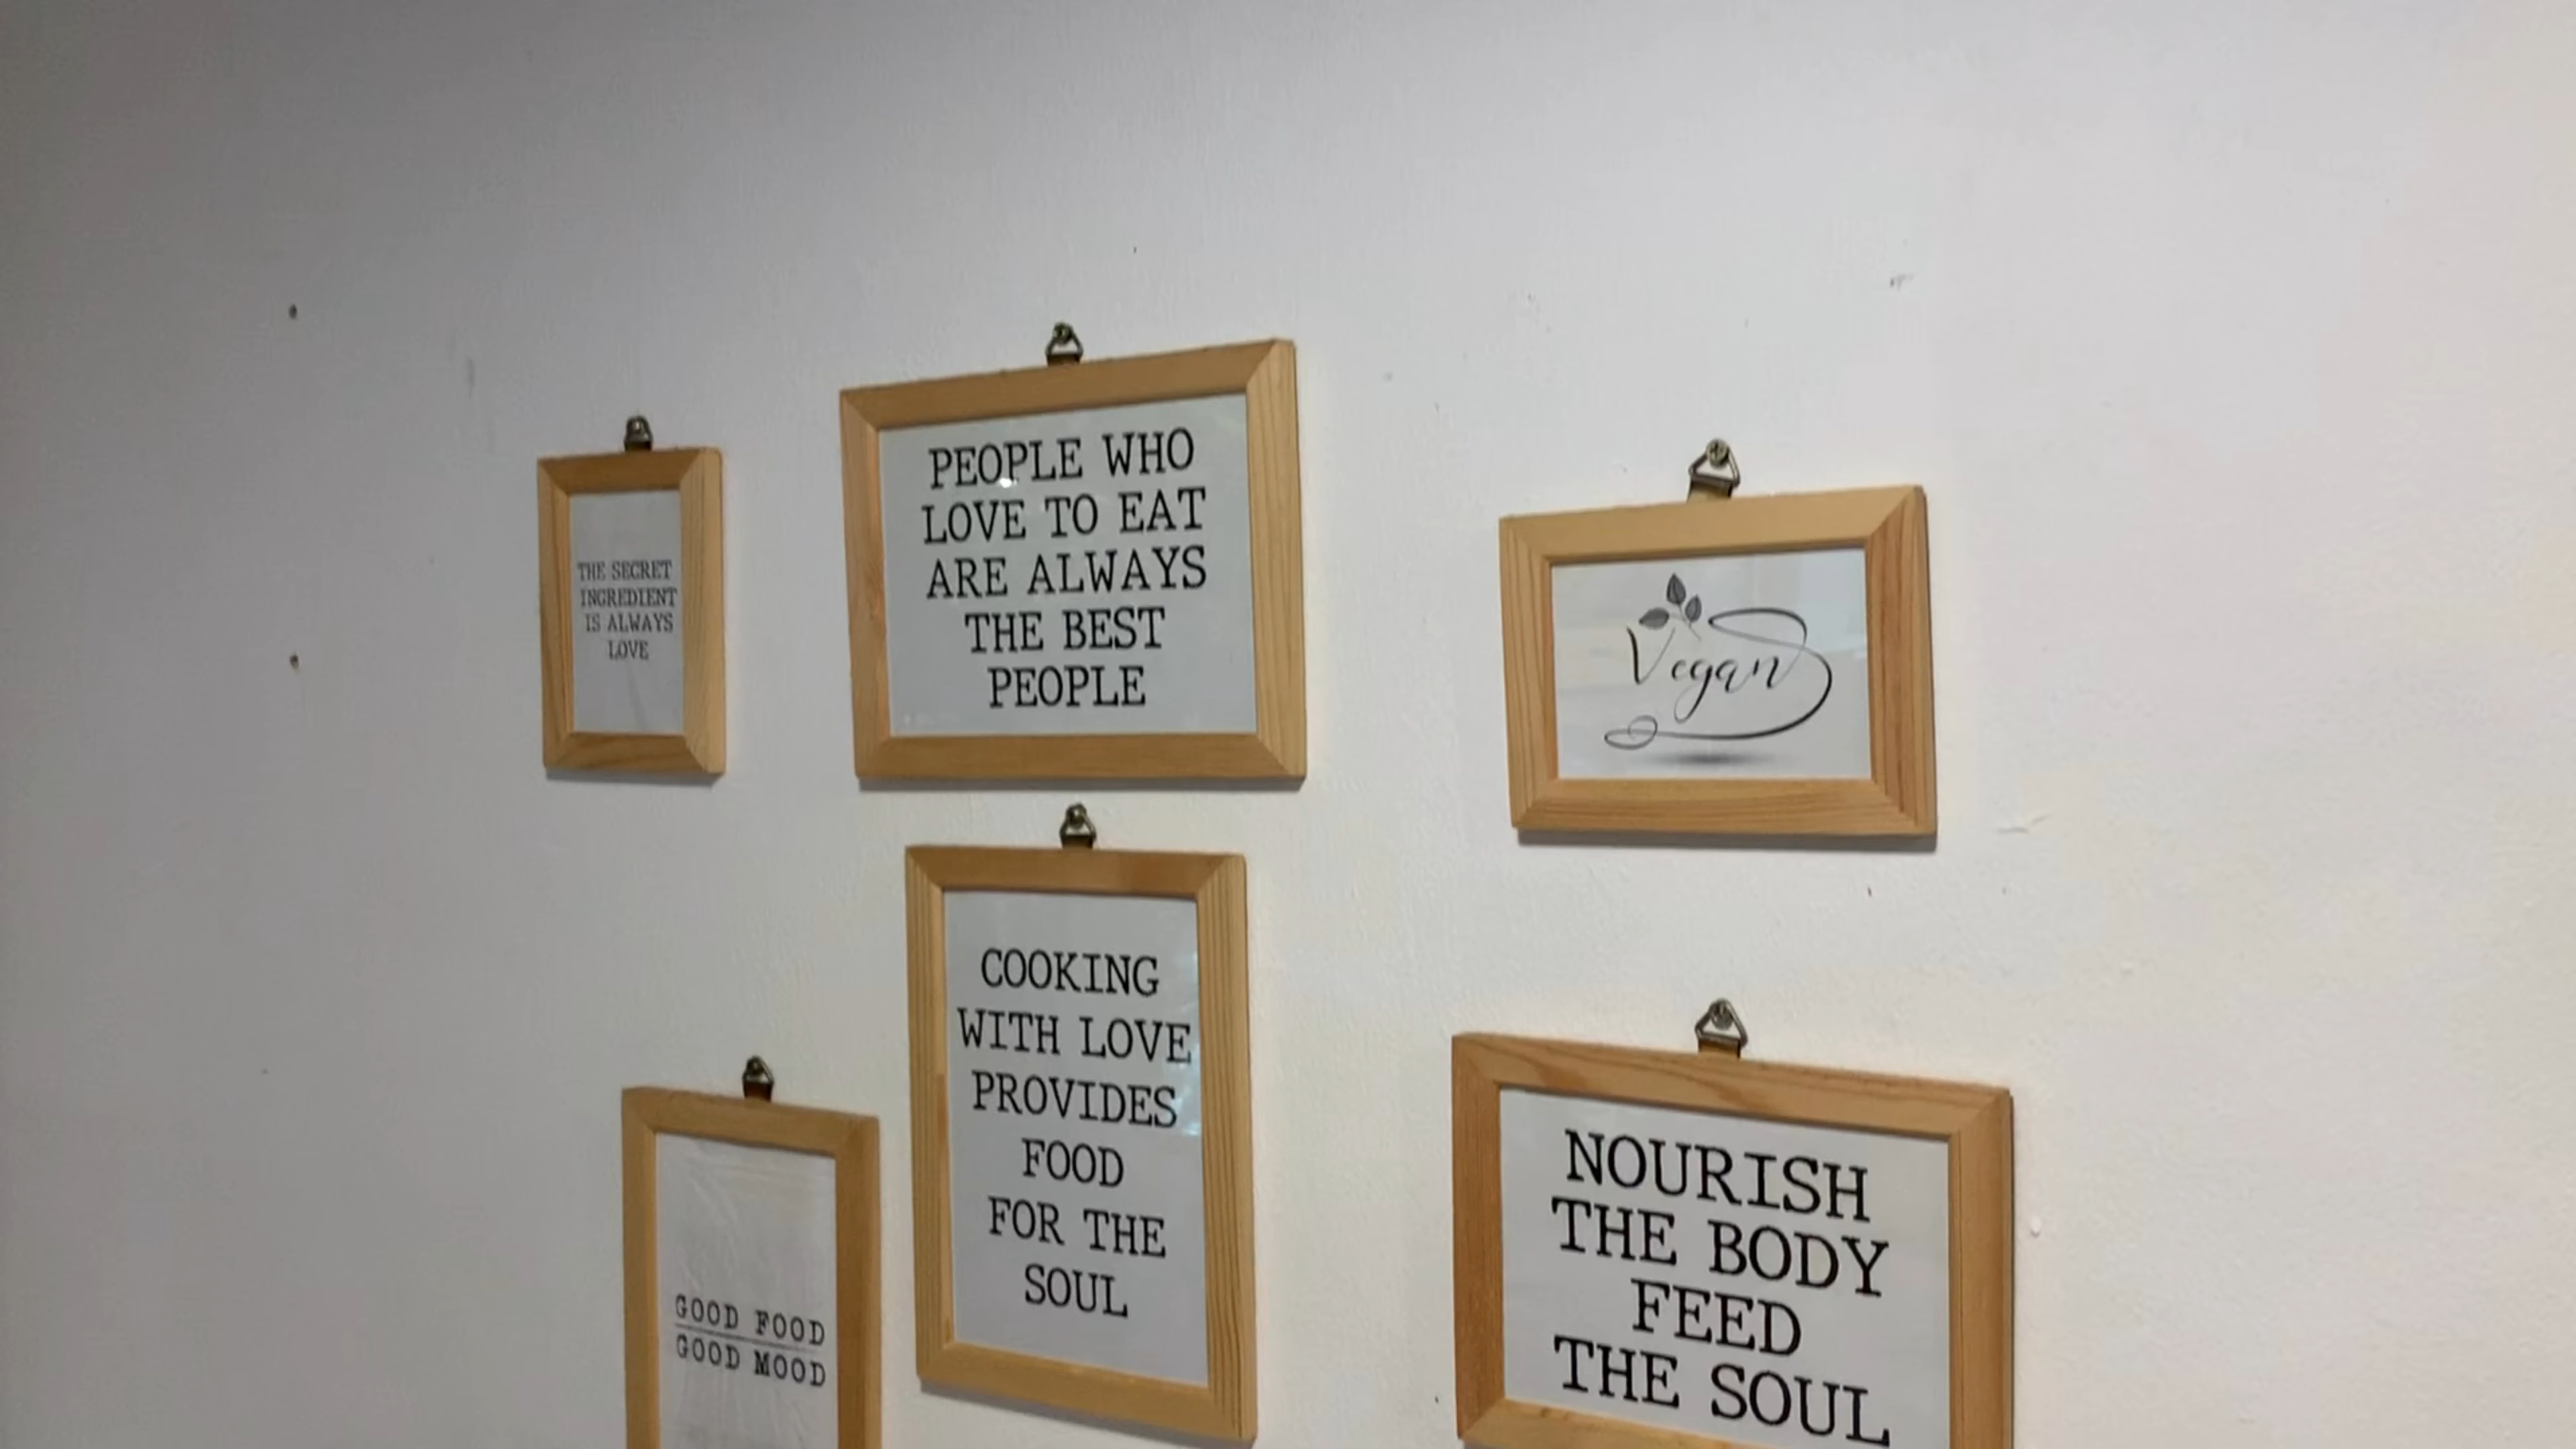 THE SECRET
INGREDIENT
IS ALWAYS
LOVE
PEOPLE WHO
LOVE TO EAT
ARE ALWAYS
THE BEST
PEOPLE
Vegan
GOOD FOOD
GOOD MOOD
COOKING
WITH LOVE
PROVIDES
FOOD
FOR THE
SOUL
NOURISH
THE BODY
FEED
THE SOUL